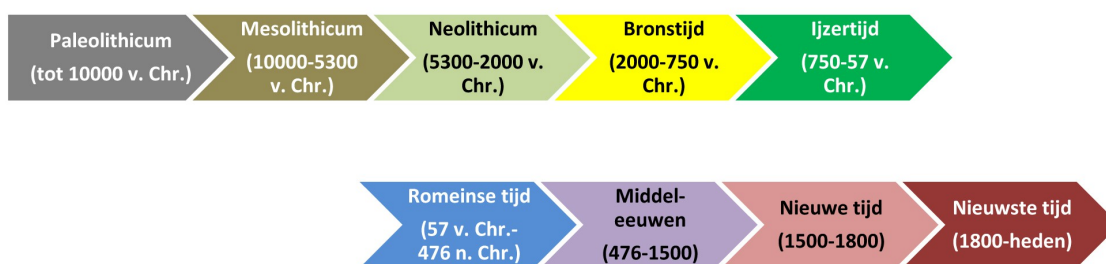 Paleolithicum
(tot 10000 v. Chr.)
Mesolithicum
(10000-5300
v. Chr.)
Neolithicum
(5300-2000 v.
Chr.)
Bronstijd
(2000-750 v.
Chr.)
Ijzertijd
(750-57 v.
Chr.)
Romeinse tijd
(57 v. Chr.-
476 n. Chr.)
Middel-
eeuwen
(476-1500)
Nieuwe tijd
(1500-1800)
Nieuwste tijd
(1800-heden)